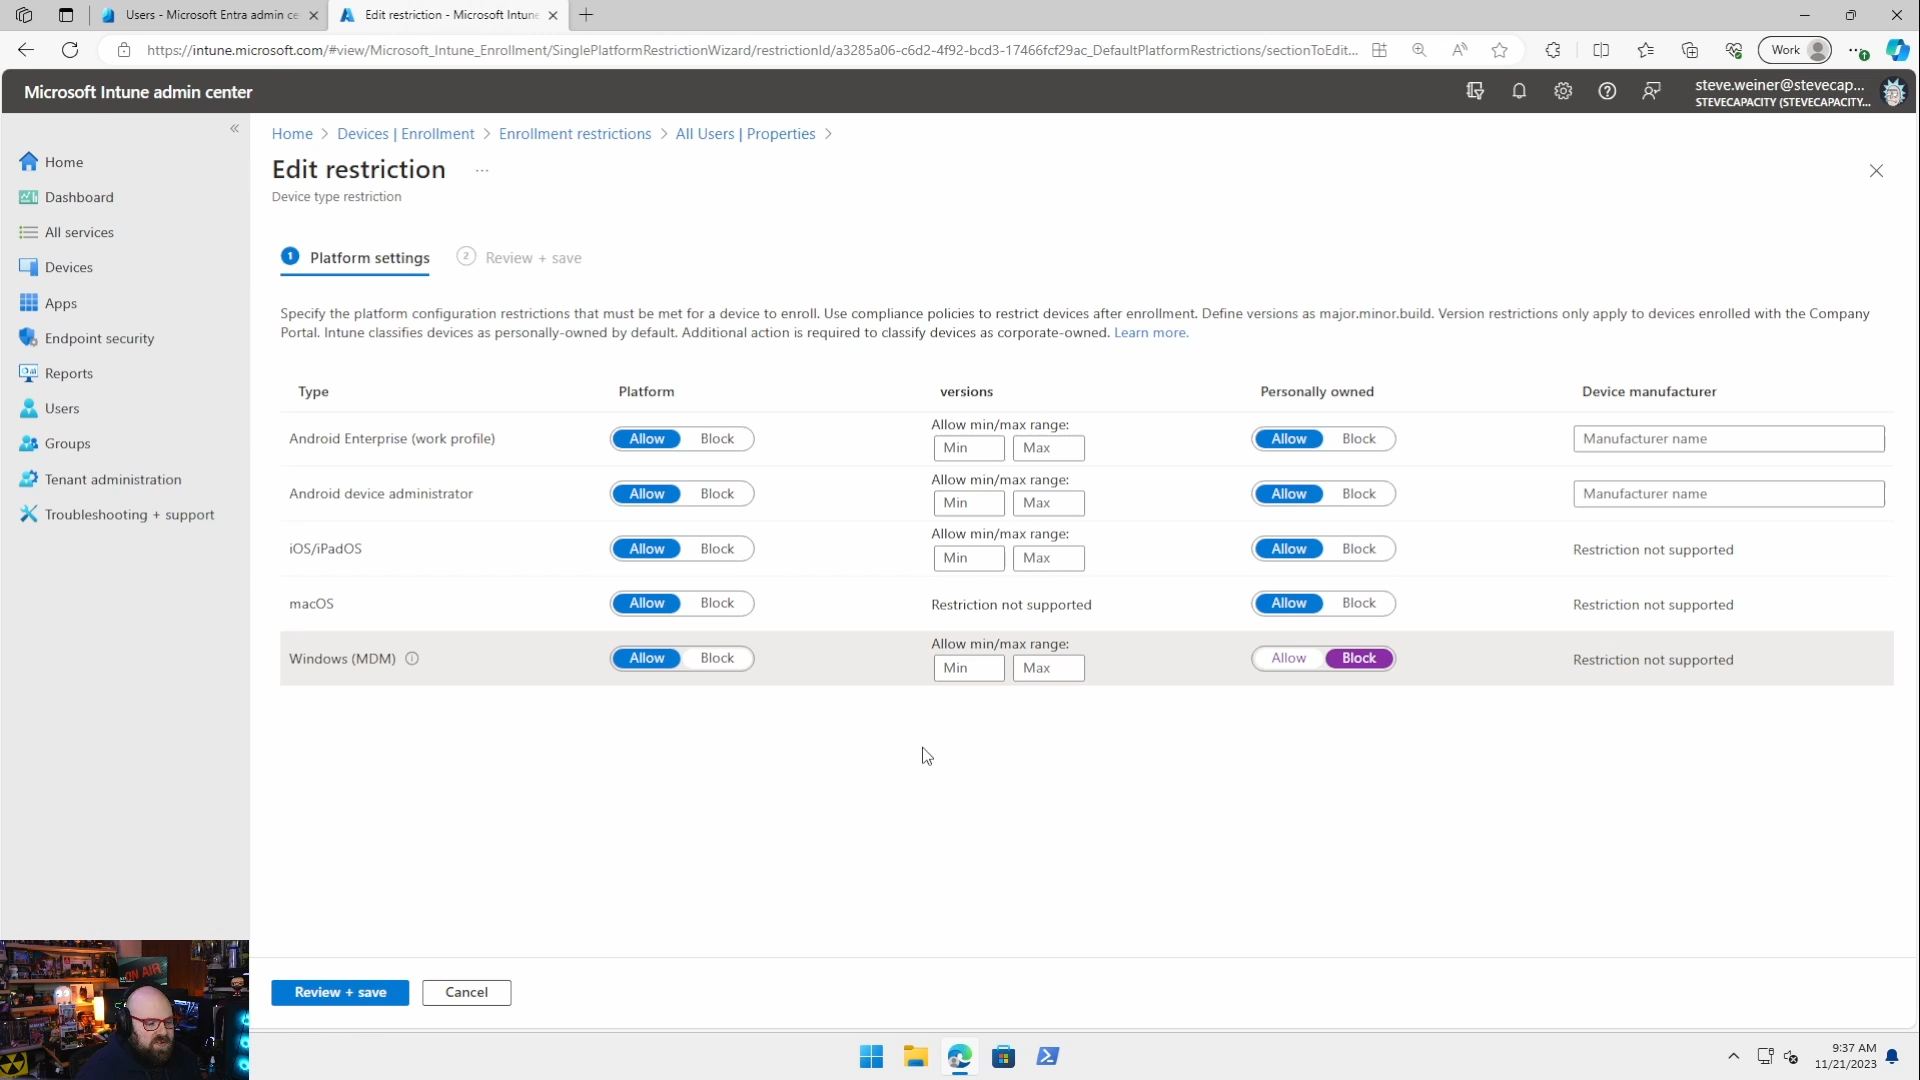 Users - Microsoft Entra admin ce
Edit restriction - Microsoft Intune
https://intune.microsoft.com/#view/Microsoft_Intune_Enrollment/SinglePlatformRestrictionWizard/restrictionId/a3285a06-c6d2-4f92-bcd3-17466fcf29ac_DefaultPlatformRestrictions/sectionToEdit...
Work
Microsoft Intune admin center
steve.weiner@stevecap...
STEVECAPACITY (STEVECAPACITY....
Home
Dashboard
All services
Devices
Apps
Endpoint security
Reports
Users
Groups
Tenant administration
Troubleshooting + support
Home > Devices | Enrollment > Enrollment restrictions > All Users | Properties >
Edit restriction ...
Device type restriction
1 Platform settings
2 Review + save
Specify the platform configuration restrictions that must be met for a device to enroll. Use compliance policies to restrict devices after enrollment. Define versions as major.minor.build. Version restrictions only apply to devices enrolled with the Company
Portal. Intune classifies devices as personally-owned by default. Additional action is required to classify devices as corporate-owned. Learn more.
Type Platform versions Personally owned Device manufacturer
Android Enterprise (work profile) Allow Block Allow min/max range: Min Max Allow Block Manufacturer name
Android device administrator Allow Block Allow min/max range: Min Max Allow Block Manufacturer name
iOS/iPadOS Allow Block Allow min/max range: Min Max Allow Block Restriction not supported
macOS Allow Block Restriction not supported Allow Block Restriction not supported
Windows (MDM) Allow Block Allow min/max range: Min Max Allow Block Restriction not supported
Review + save
Cancel
ON AIR
9:37 AM
11/21/2023